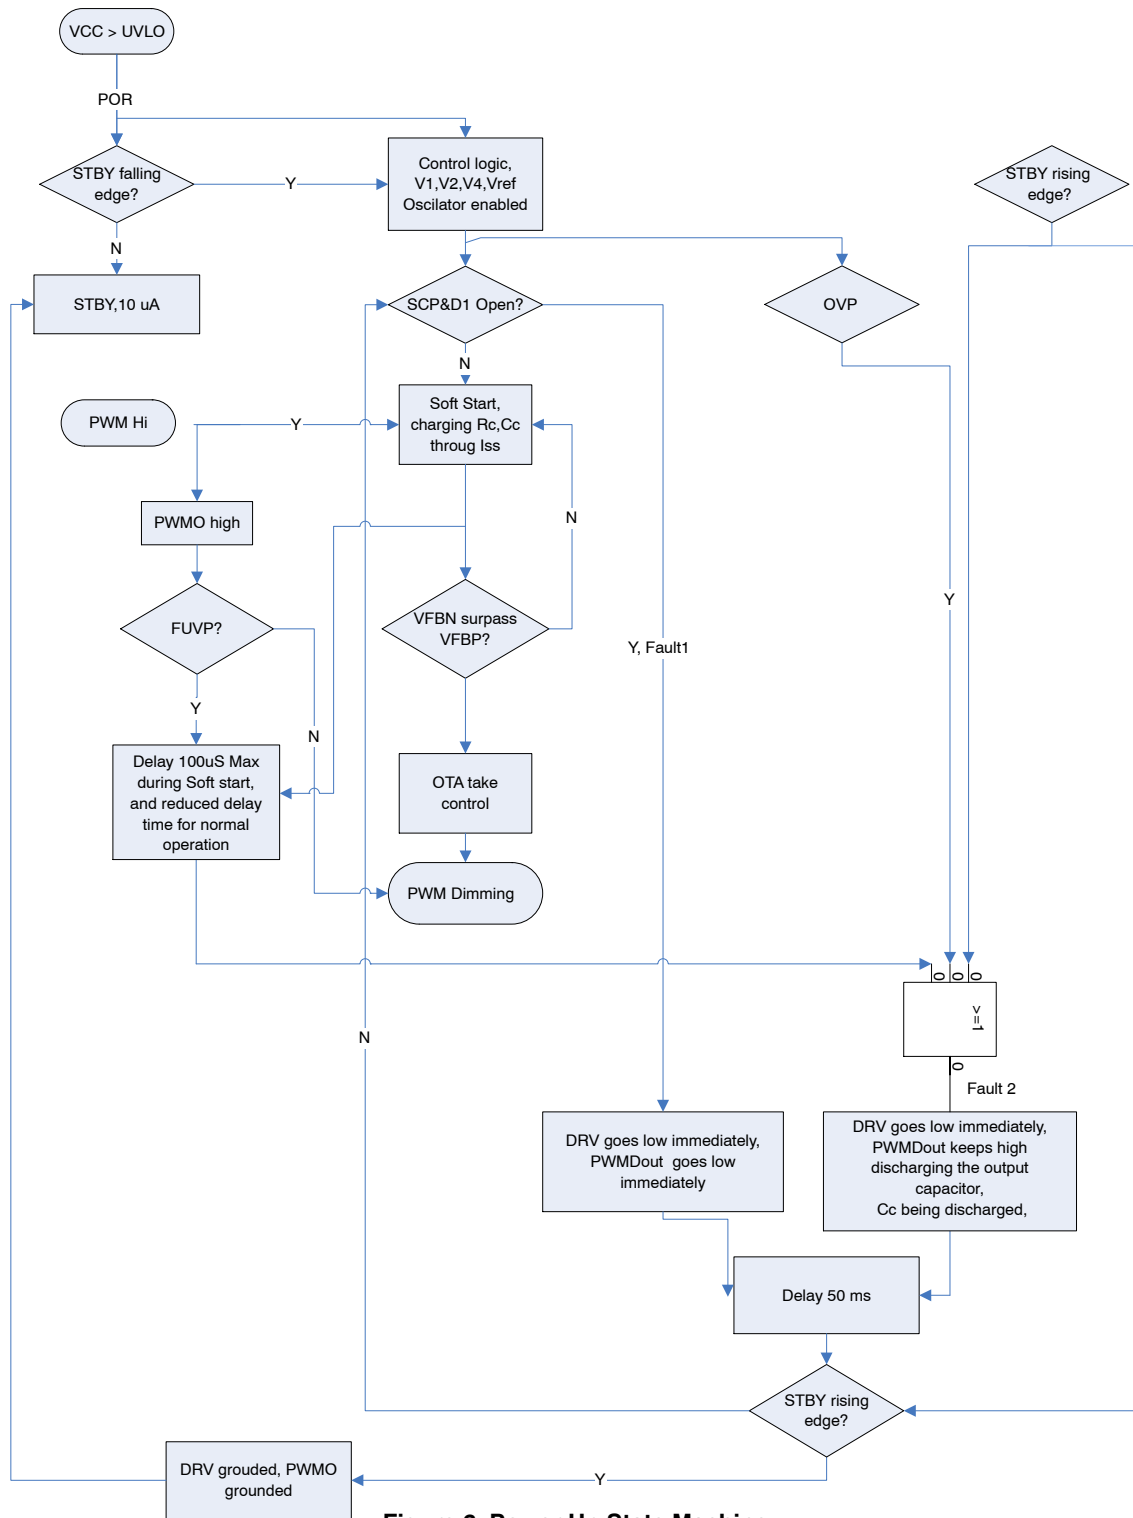 VCC > UVLO
POR
STBY falling
edge?
Y
Control logic,
V1,V2,V4,Vref
Oscilator enabled
STBY rising
edge?
N
STBY,10 uA
SCP&D1 Open?
OVP
N
PWM Hi
Y
Soft Start,
charging Rc,Cc
throug Iss
N
PWMO high
FUVP?
VFBN surpass
VFBP?
Y
Y, Fault1
Y
N
Delay 100uS Max
during Soft start,
and reduced delay
time for normal
operation
OTA take
control
PWM Dimming
0
0
0
>=1
0
N
Fault 2
DRV goes low immediately,
PWMDout goes low
immediately
DRV goes low immediately,
PWMDout keeps high
discharging the output
capacitor,
Cc being discharged,
Delay 50 ms
STBY rising
edge?
Y
DRV grouded, PWMO
grounded